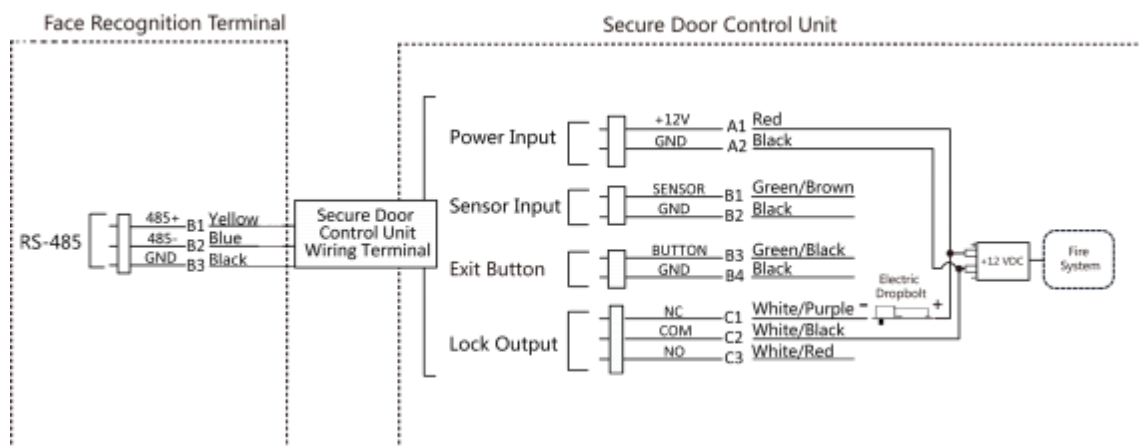 Face Recognition Terminal
Secure Door Control Unit
Power Input
+12V A1 Red
GND A2 Black
Sensor Input
SENSOR B1 Green/Brown
GND B2 Black
RS-485
485+ B1 Yellow
485- B2 Blue
GND B3 Black
Secure Door
Control Unit
Wiring Terminal
Exit Button
BUTTON B3 Green/Black
GND B4 Black
Electric
Dropbolt
- +
+12 VDC
Fire
System
Lock Output
NC C1 White/Purple
COM C2 White/Black
NO C3 White/Red